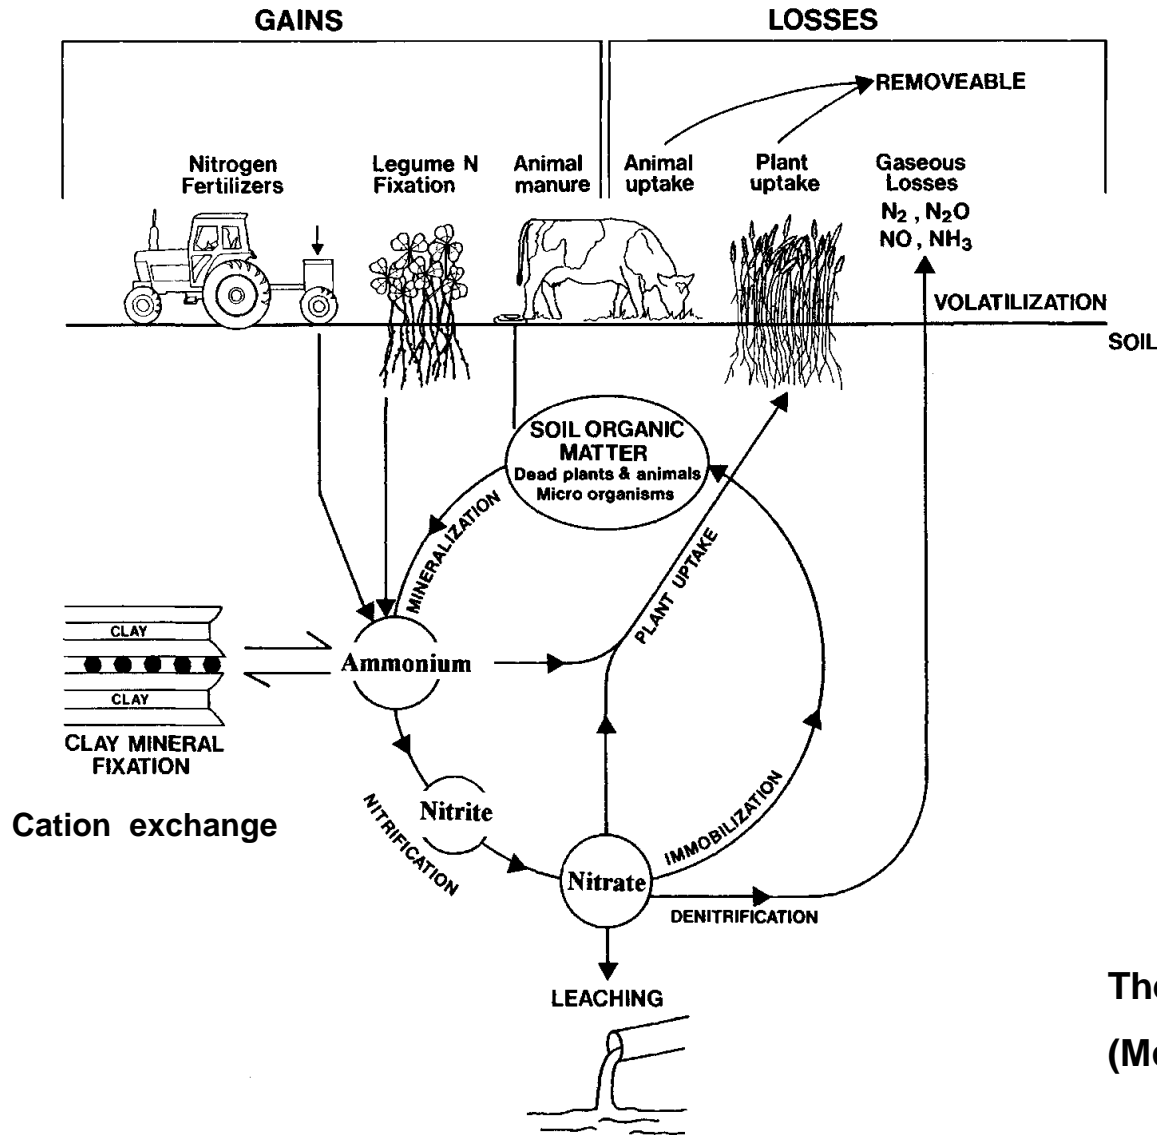 GAINS
LOSSES
REMOVEABLE
Nitrogen
Fertilizers
Legume N
Fixation
Animal
manure
Animal
uptake
Plant
uptake
Gaseous
Losses
N₂ , N₂O
NO , NH₃
VOLATILIZATION
SOIL
SOIL ORGANIC
MATTER
Dead plants & animals
Micro organisms
MINERALIZATION
PLANT UPTAKE
CLAY
CLAY
CLAY MINERAL
FIXATION
Cation exchange
Ammonium
Nitrite
NITRIFICATION
Nitrate
IMMOBILIZATION
DENITRIFICATION
LEACHING